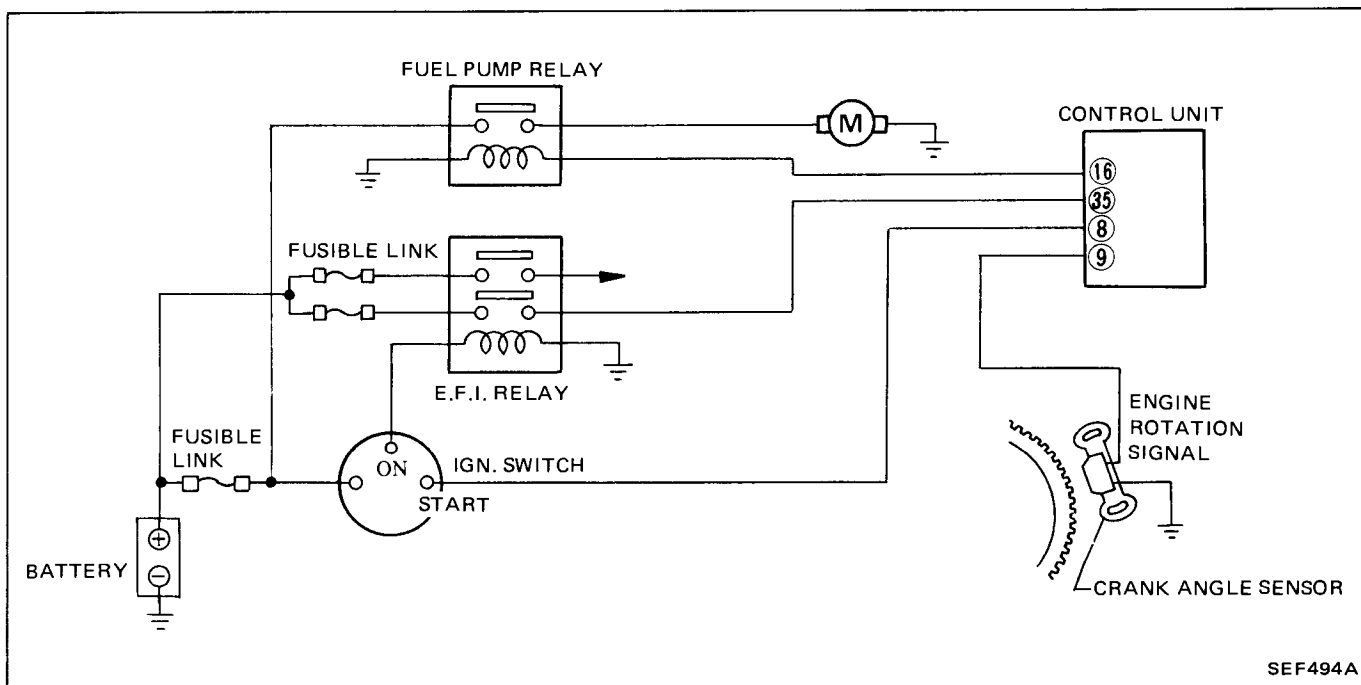 FUEL PUMP RELAY
M
CONTROL UNIT
16
35
8
9
FUSIBLE LINK
E.F.I. RELAY
FUSIBLE
LINK
ON
IGN. SWITCH
START
ENGINE
ROTATION
SIGNAL
BATTERY
+
−
CRANK ANGLE SENSOR
SEF494A